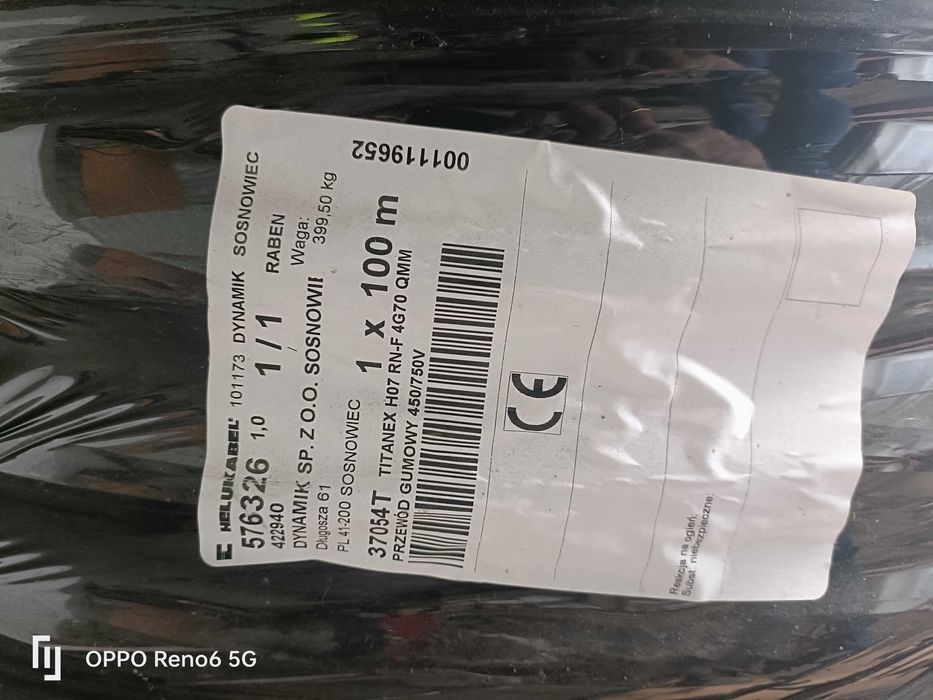 HELUKABEL 101173 DYNAMIK SOSNOWIEC
576326 1,0 1 / 1 RABEN
422940 / Waga:
DYNAMIK SP. Z O.O. SOSNOWIE 399,50 kg
Długosza 61
PL 41-200 SOSNOWIEC
1 x 100 m
37054T TITANEX H07 RN-F 4G70 QMM
PRZEWÓD GUMOWY 450/750V
001119652
CE
Reakcja na ogień:
Subst. niebezpieczne:
OPPO Reno6 5G